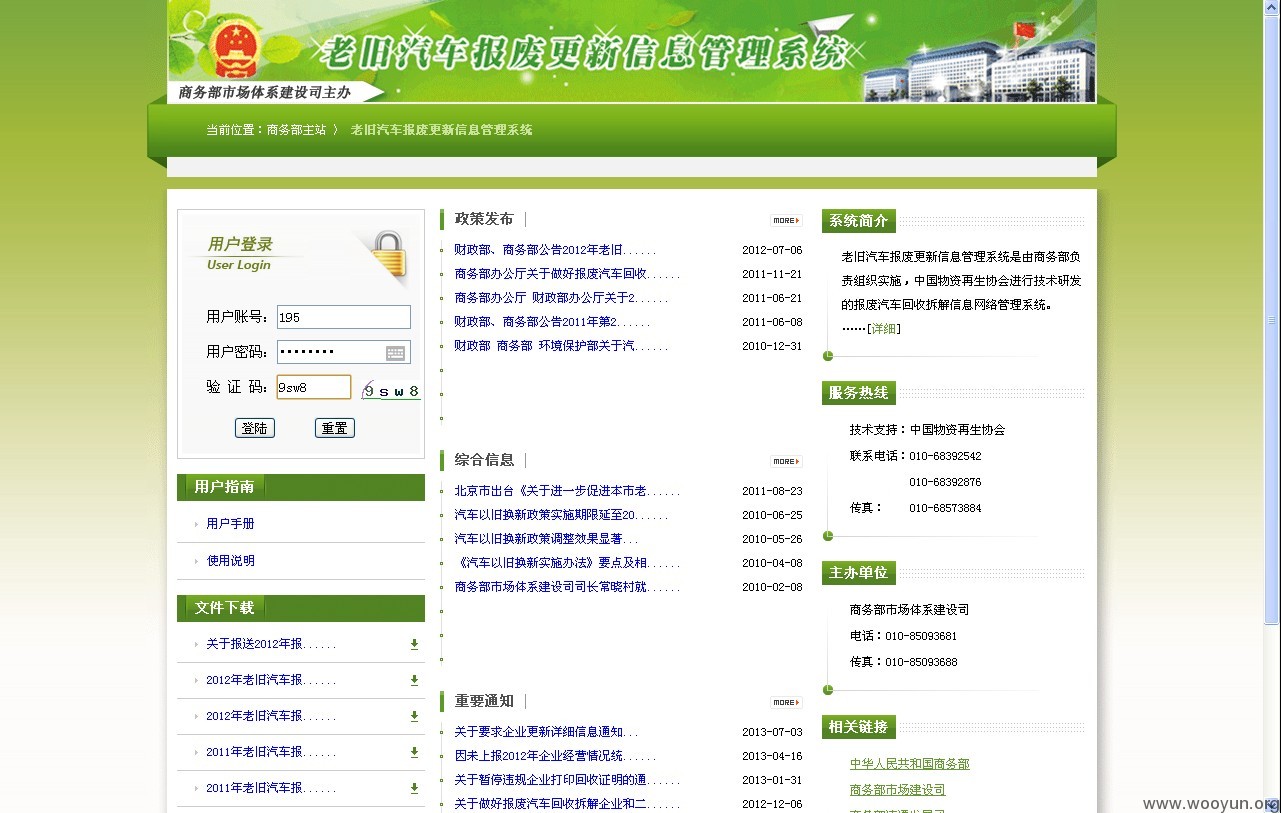 老旧汽车报废更新信息管理系统
商务部市场体系建设司主办
当前位置：商务部主站 》 老旧汽车报废更新信息管理系统
用户登录
User Login
用户账号： 195
用户密码： ••••••••
验 证 码： 9sw8 9sw8
登陆 重置
用户指南
用户手册
使用说明
文件下载
关于报送2012年报......
2012年老旧汽车报......
2012年老旧汽车报......
2011年老旧汽车报......
2011年老旧汽车报......
政策发布 MORE
财政部、商务部公告2012年老旧...... 2012-07-06
商务部办公厅关于做好报废汽车回收...... 2011-11-21
商务部办公厅 财政部办公厅关于2...... 2011-06-21
财政部、商务部公告2011年第2...... 2011-06-08
财政部 商务部 环境保护部关于汽...... 2010-12-31
综合信息 MORE
北京市出台《关于进一步促进本市老...... 2011-08-23
汽车以旧换新政策实施期限延至20...... 2010-06-25
汽车以旧换新政策调整效果显著... 2010-05-26
《汽车以旧换新实施办法》要点及相...... 2010-04-08
商务部市场体系建设司司长常晓村就...... 2010-02-08
重要通知 MORE
关于要求企业更新详细信息通知... 2013-07-03
因未上报2012年企业经营情况统...... 2013-04-16
关于暂停违规企业打印回收证明的通...... 2013-01-31
关于做好报废汽车回收拆解企业和二...... 2012-12-06
系统简介
老旧汽车报废更新信息管理系统是由商务部负
责组织实施，中国物资再生协会进行技术研发
的报废汽车回收拆解信息网络管理系统。
······[详细]
服务热线
技术支持：中国物资再生协会
联系电话：010-68392542
010-68392876
传真： 010-68573884
主办单位
商务部市场体系建设司
电话：010-85093681
传真：010-85093688
相关链接
中华人民共和国商务部
商务部市场建设司
www.wooyun.org